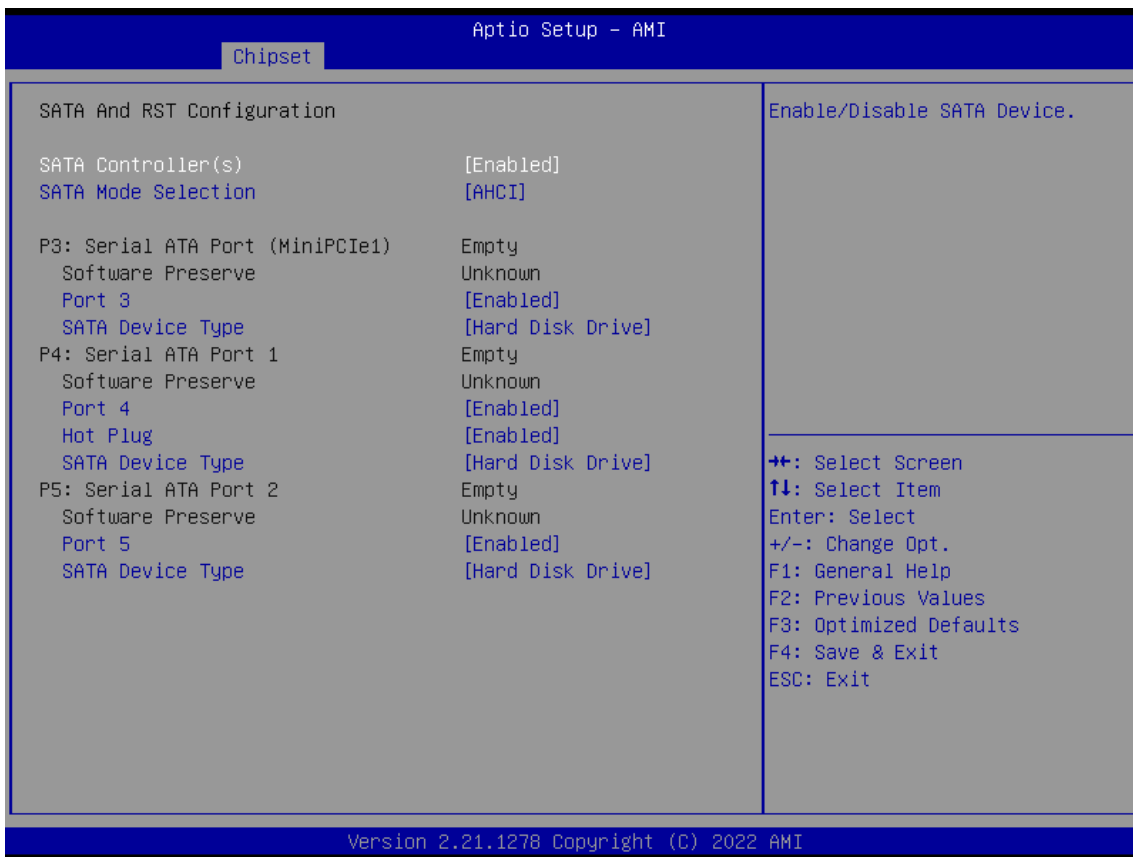 Aptio Setup – AMI
Chipset
SATA And RST Configuration
SATA Controller(s) [Enabled]
SATA Mode Selection [AHCI]
P3: Serial ATA Port (MiniPCIe1) Empty
Software Preserve Unknown
Port 3 [Enabled]
SATA Device Type [Hard Disk Drive]
P4: Serial ATA Port 1 Empty
Software Preserve Unknown
Port 4 [Enabled]
Hot Plug [Enabled]
SATA Device Type [Hard Disk Drive]
P5: Serial ATA Port 2 Empty
Software Preserve Unknown
Port 5 [Enabled]
SATA Device Type [Hard Disk Drive]
Enable/Disable SATA Device.
→←: Select Screen
↑↓: Select Item
Enter: Select
+/-: Change Opt.
F1: General Help
F2: Previous Values
F3: Optimized Defaults
F4: Save & Exit
ESC: Exit
Version 2.21.1278 Copyright (C) 2022 AMI